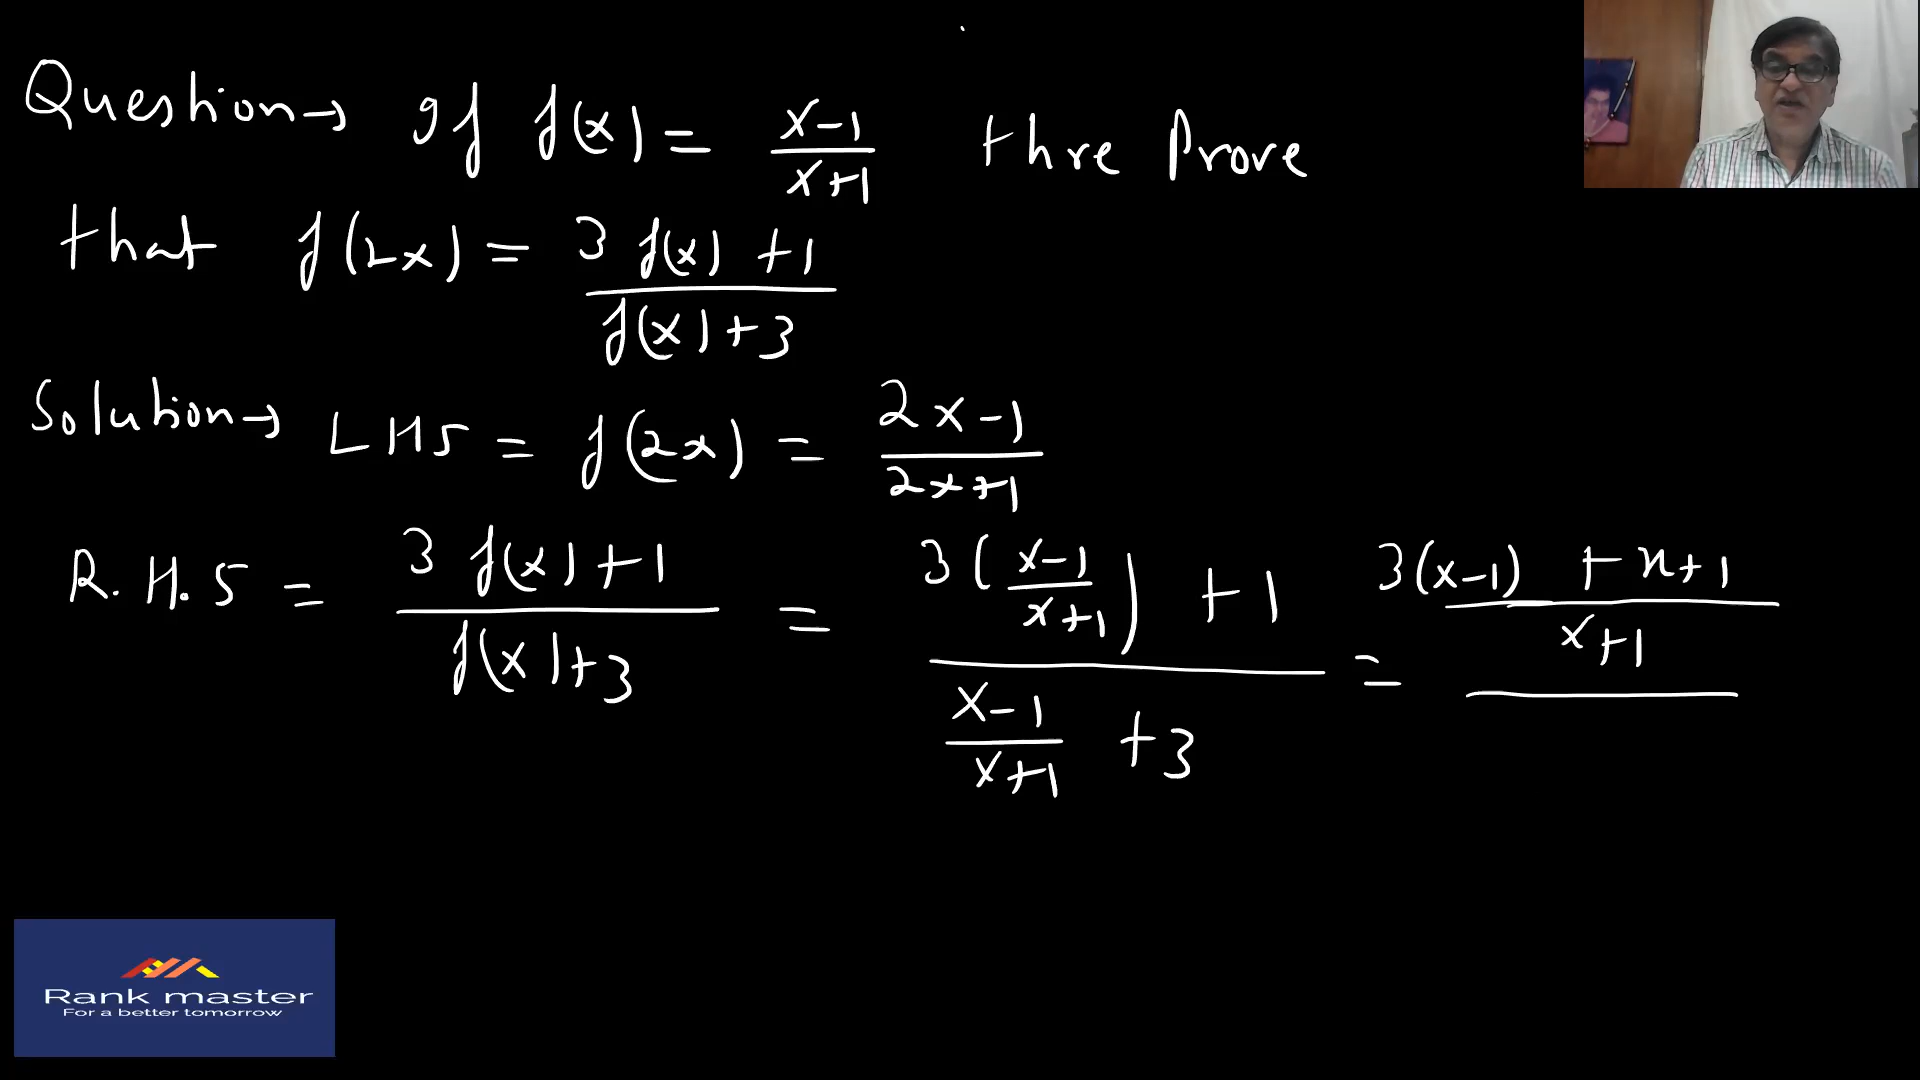 Question → If f(x) = (x-1)/(x+1) thre Prove
that f(2x) = (3 f(x) + 1)/(f(x) + 3)
Solution → LHS = f(2x) = (2x-1)/(2x+1)
R.H.S = (3 f(x) + 1)/(f(x) + 3) = (3((x-1)/(x+1)) + 1)/((x-1)/(x+1) + 3) = (3(x-1) + x+1)/(x+1)
Rank master
For a better tomorrow